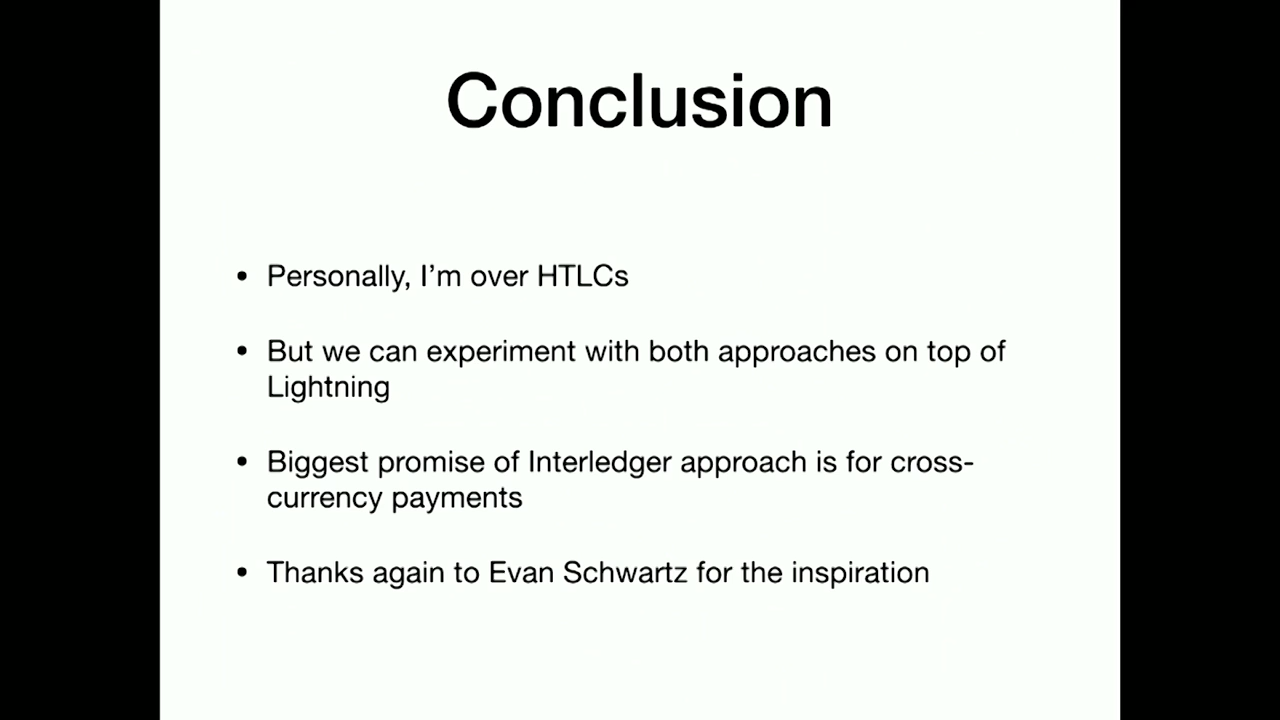 Conclusion
• Personally, I'm over HTLCs
• But we can experiment with both approaches on top of
Lightning
• Biggest promise of Interledger approach is for cross-
currency payments
• Thanks again to Evan Schwartz for the inspiration